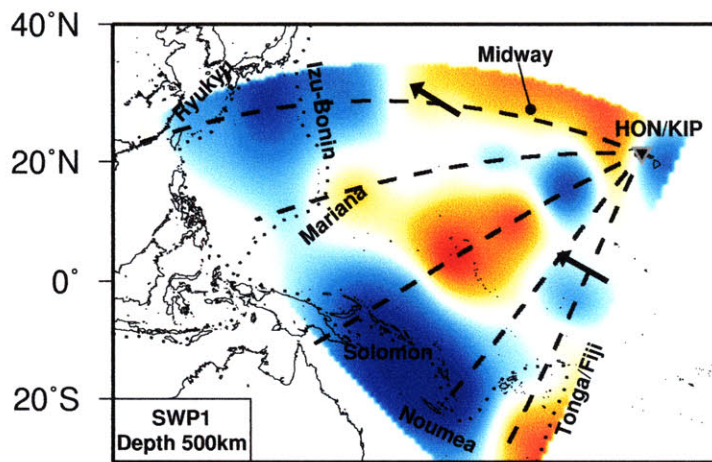 40°N
20°N
0°
20°S
Ryukyu
Izu-Bonin
Midway
HON/KIP
Mariana
Solomon
Noumea
Tonga/Fiji
SWP1
Depth 500km